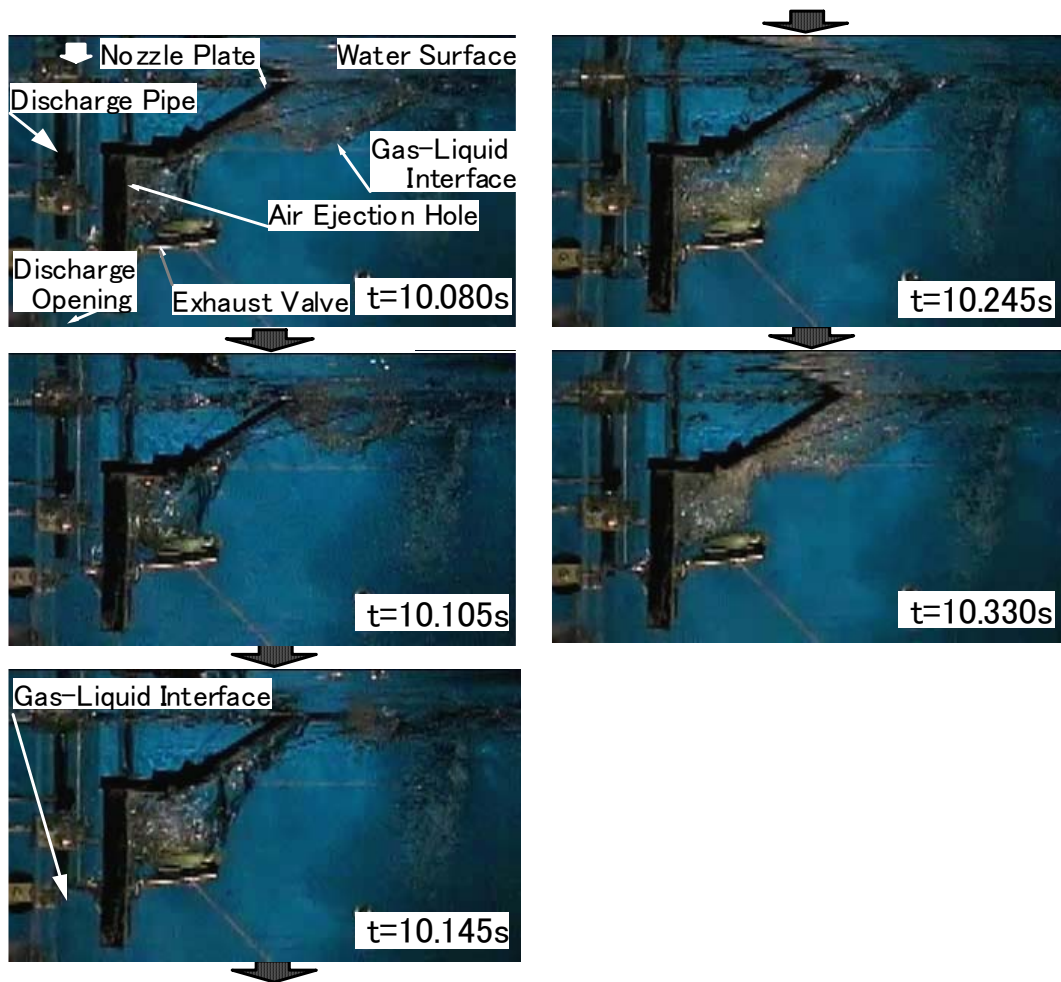 Nozzle Plate
Water Surface
Discharge Pipe
Gas-Liquid
Interface
Air Ejection Hole
Discharge
Opening
Exhaust Valve
t=10.080s
t=10.105s
Gas-Liquid Interface
t=10.145s
t=10.245s
t=10.330s